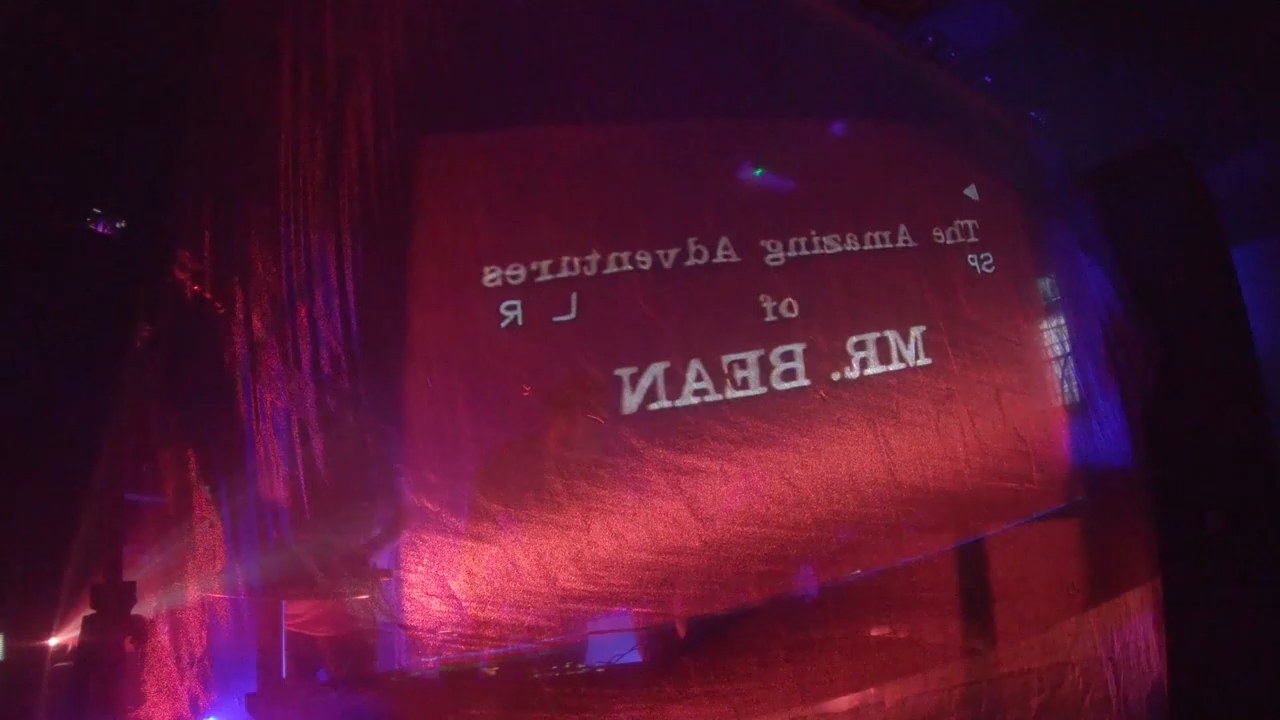 The Amazing Adventures
SP
L R
of
MR. BEAN